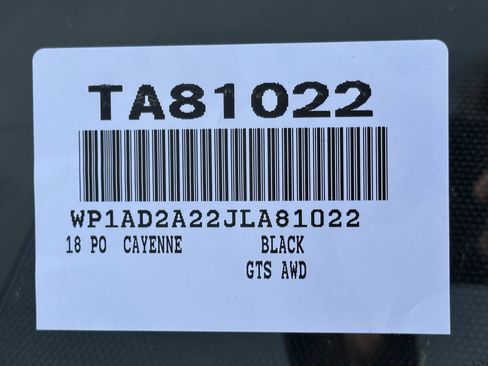 TA81022
WP1AD2A22JLA81022
18 PO CAYENNE BLACK
GTS AWD